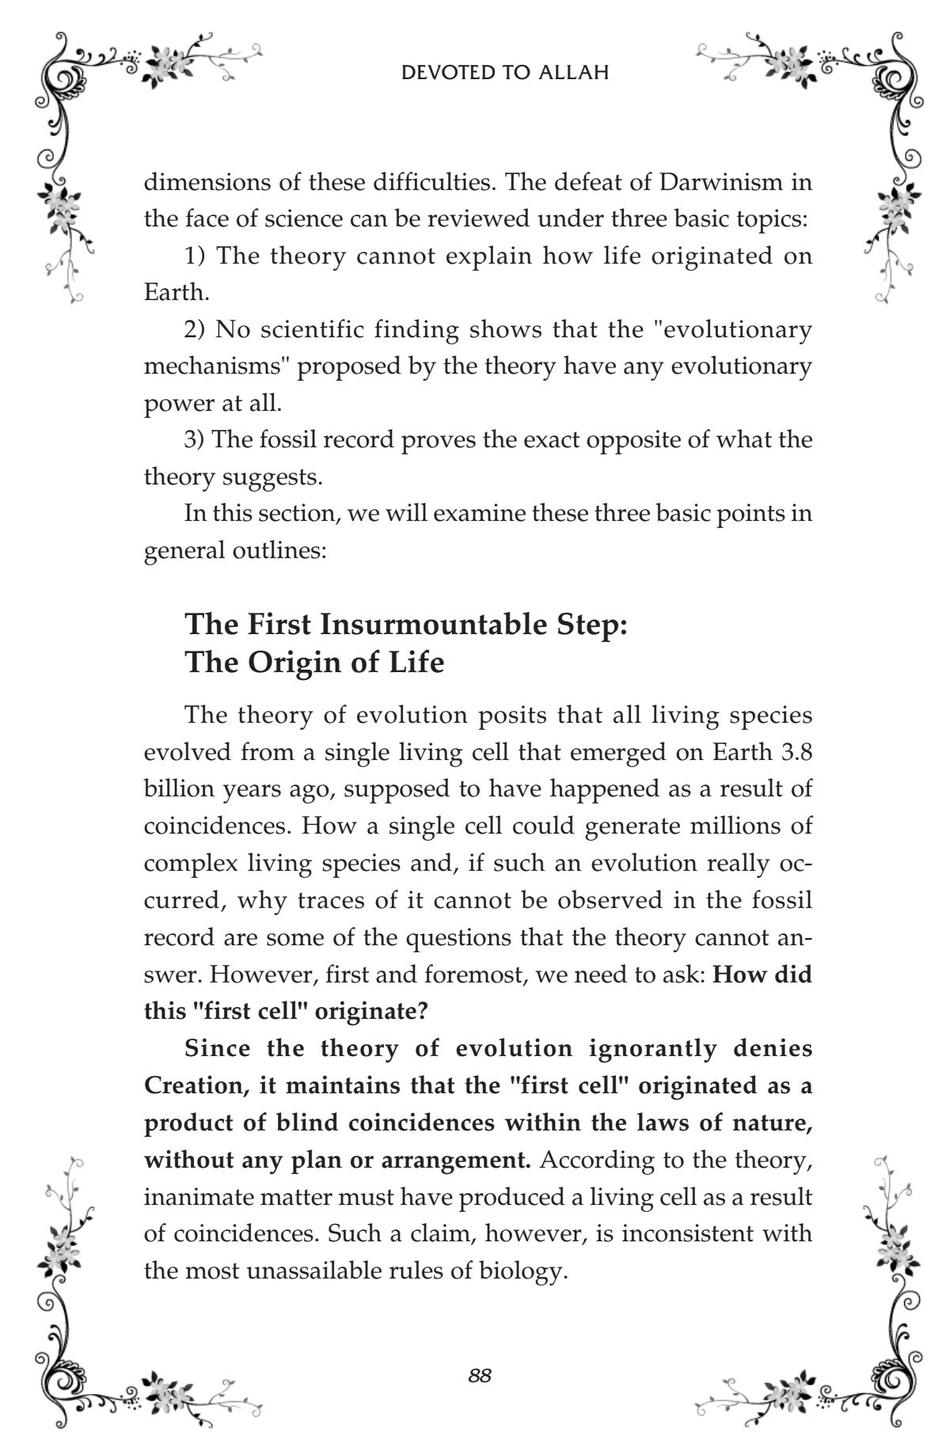 DEVOTED TO ALLAH
dimensions of these difficulties. The defeat of Darwinism in
the face of science can be reviewed under three basic topics:
1) The theory cannot explain how life originated on
Earth.
2) No scientific finding shows that the "evolutionary
mechanisms" proposed by the theory have any evolutionary
power at all.
3) The fossil record proves the exact opposite of what the
theory suggests.
In this section, we will examine these three basic points in
general outlines:
The First Insurmountable Step:
The Origin of Life
The theory of evolution posits that all living species
evolved from a single living cell that emerged on Earth 3.8
billion years ago, supposed to have happened as a result of
coincidences. How a single cell could generate millions of
complex living species and, if such an evolution really oc-
curred, why traces of it cannot be observed in the fossil
record are some of the questions that the theory cannot an-
swer. However, first and foremost, we need to ask: How did
this "first cell" originate?
Since the theory of evolution ignorantly denies
Creation, it maintains that the "first cell" originated as a
product of blind coincidences within the laws of nature,
without any plan or arrangement. According to the theory,
inanimate matter must have produced a living cell as a result
of coincidences. Such a claim, however, is inconsistent with
the most unassailable rules of biology.
88